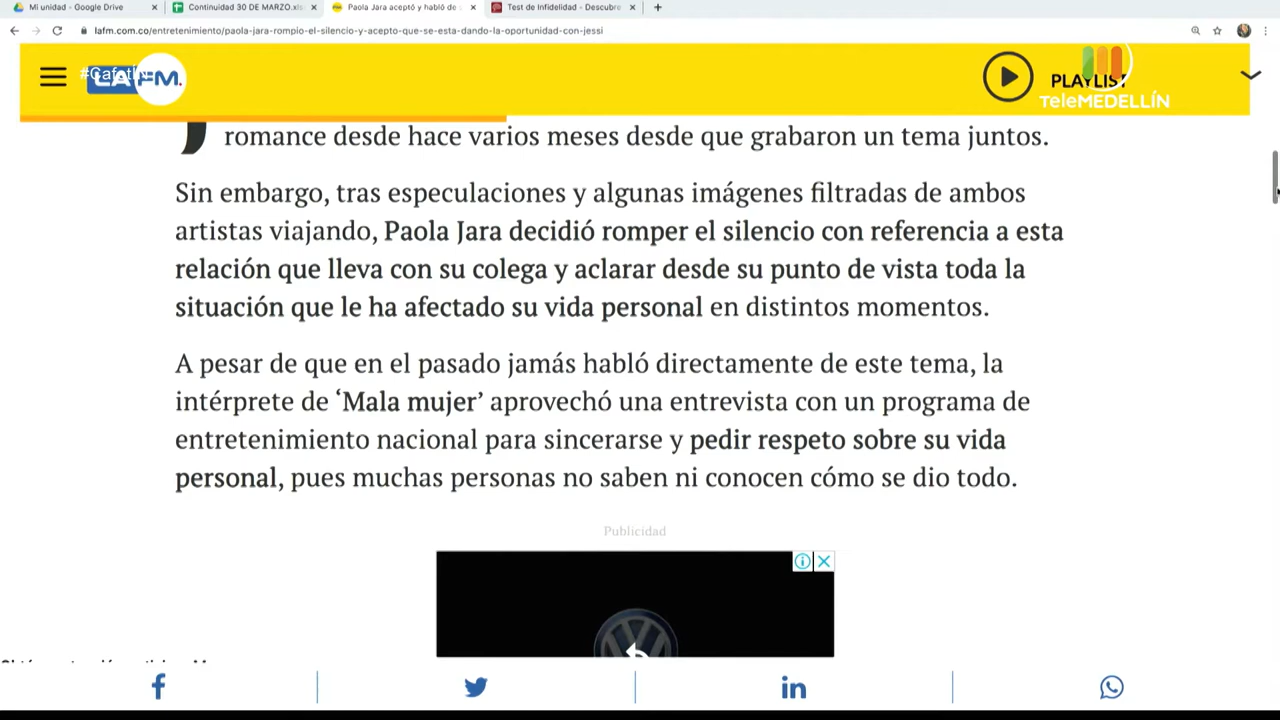 Mi unidad - Google Drive
Continuidad 30 DE MARZO.xls
Paola Jara aceptó y habló de
Test de Infidelidad - Descubre
lafm.com.co/entretenimiento/paola-jara-rompio-el-silencio-y-acepto-que-se-esta-dando-la-oportunidad-con-jessi
LA FM.
PLAYLIST
TeleMEDELLÍN
romance desde hace varios meses desde que grabaron un tema juntos.
Sin embargo, tras especulaciones y algunas imágenes filtradas de ambos
artistas viajando, Paola Jara decidió romper el silencio con referencia a esta
relación que lleva con su colega y aclarar desde su punto de vista toda la
situación que le ha afectado su vida personal en distintos momentos.
A pesar de que en el pasado jamás habló directamente de este tema, la
intérprete de ‘Mala mujer’ aprovechó una entrevista con un programa de
entretenimiento nacional para sincerarse y pedir respeto sobre su vida
personal, pues muchas personas no saben ni conocen cómo se dio todo.
Publicidad